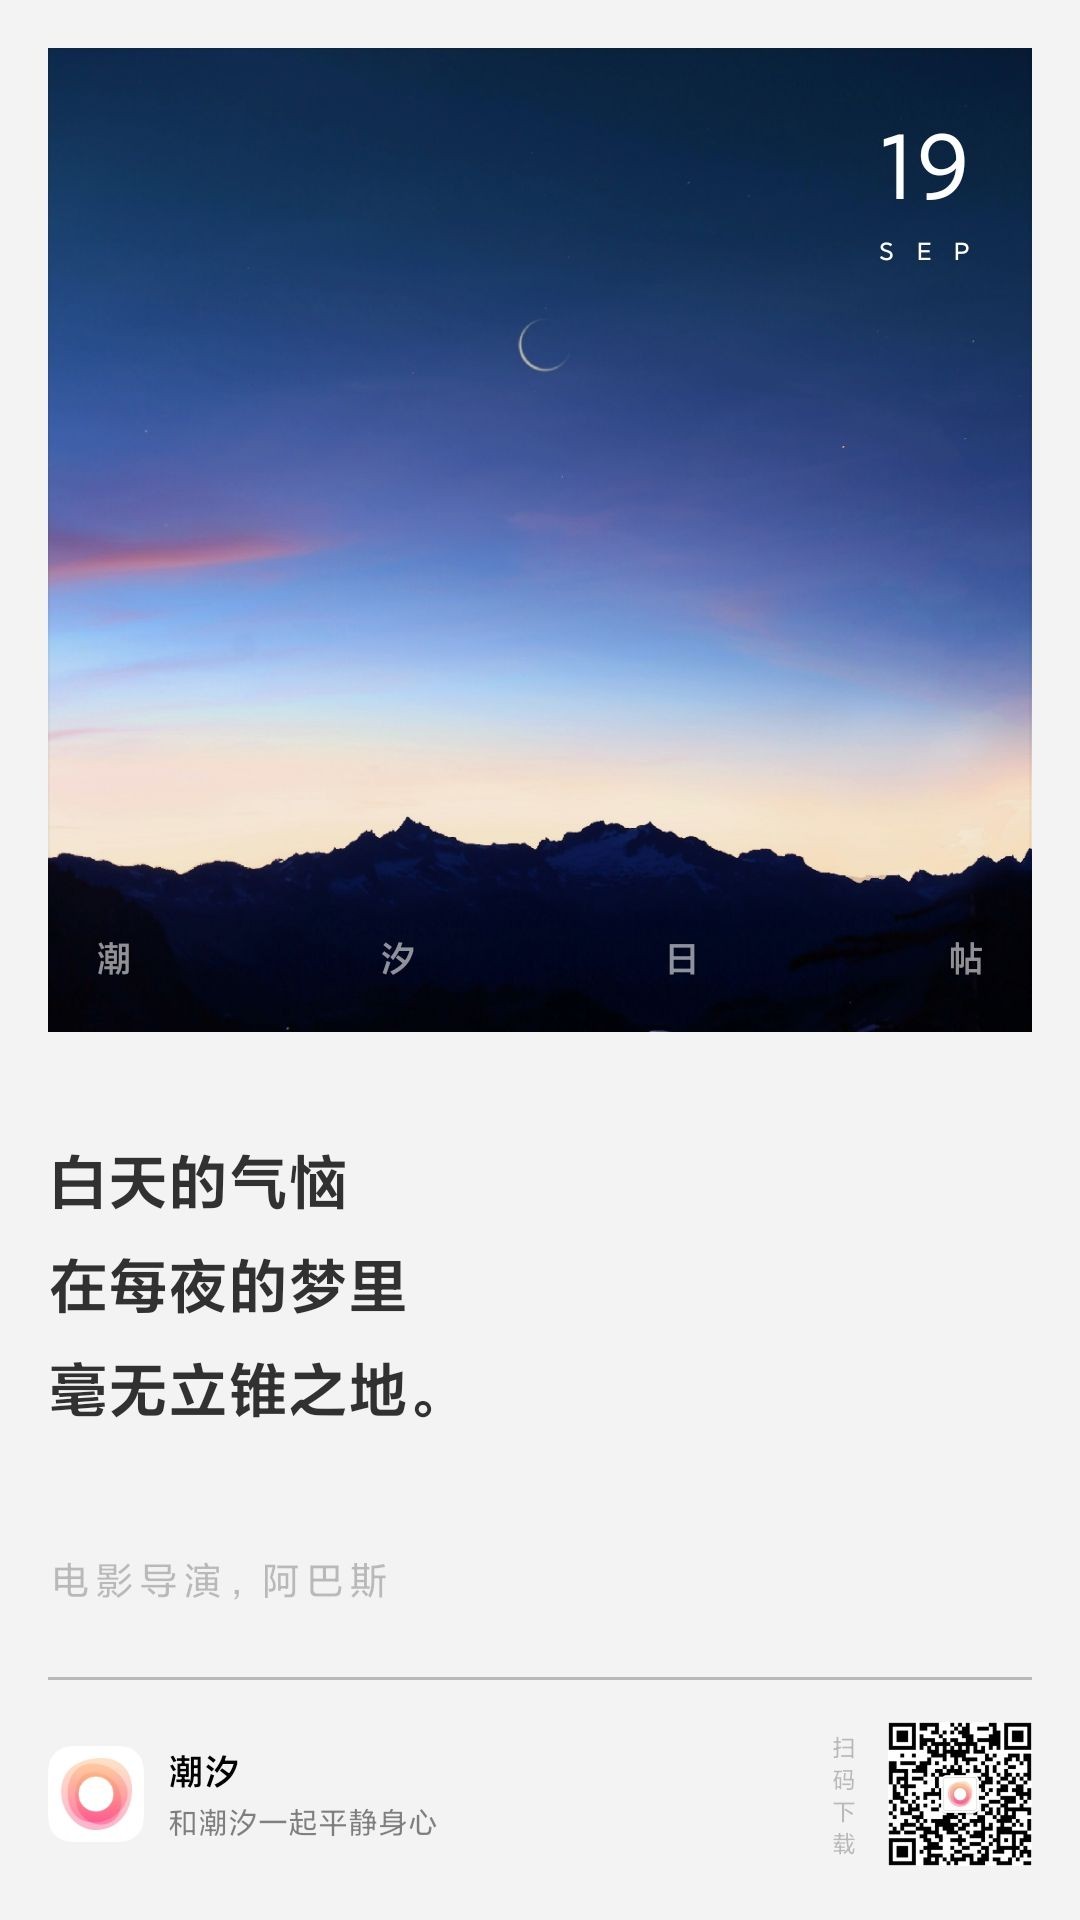 19
SEP
潮汐日帖
白天的气恼
在每夜的梦里
毫无立锥之地。
电影导演，阿巴斯
潮汐
和潮汐一起平静身心
扫码下载